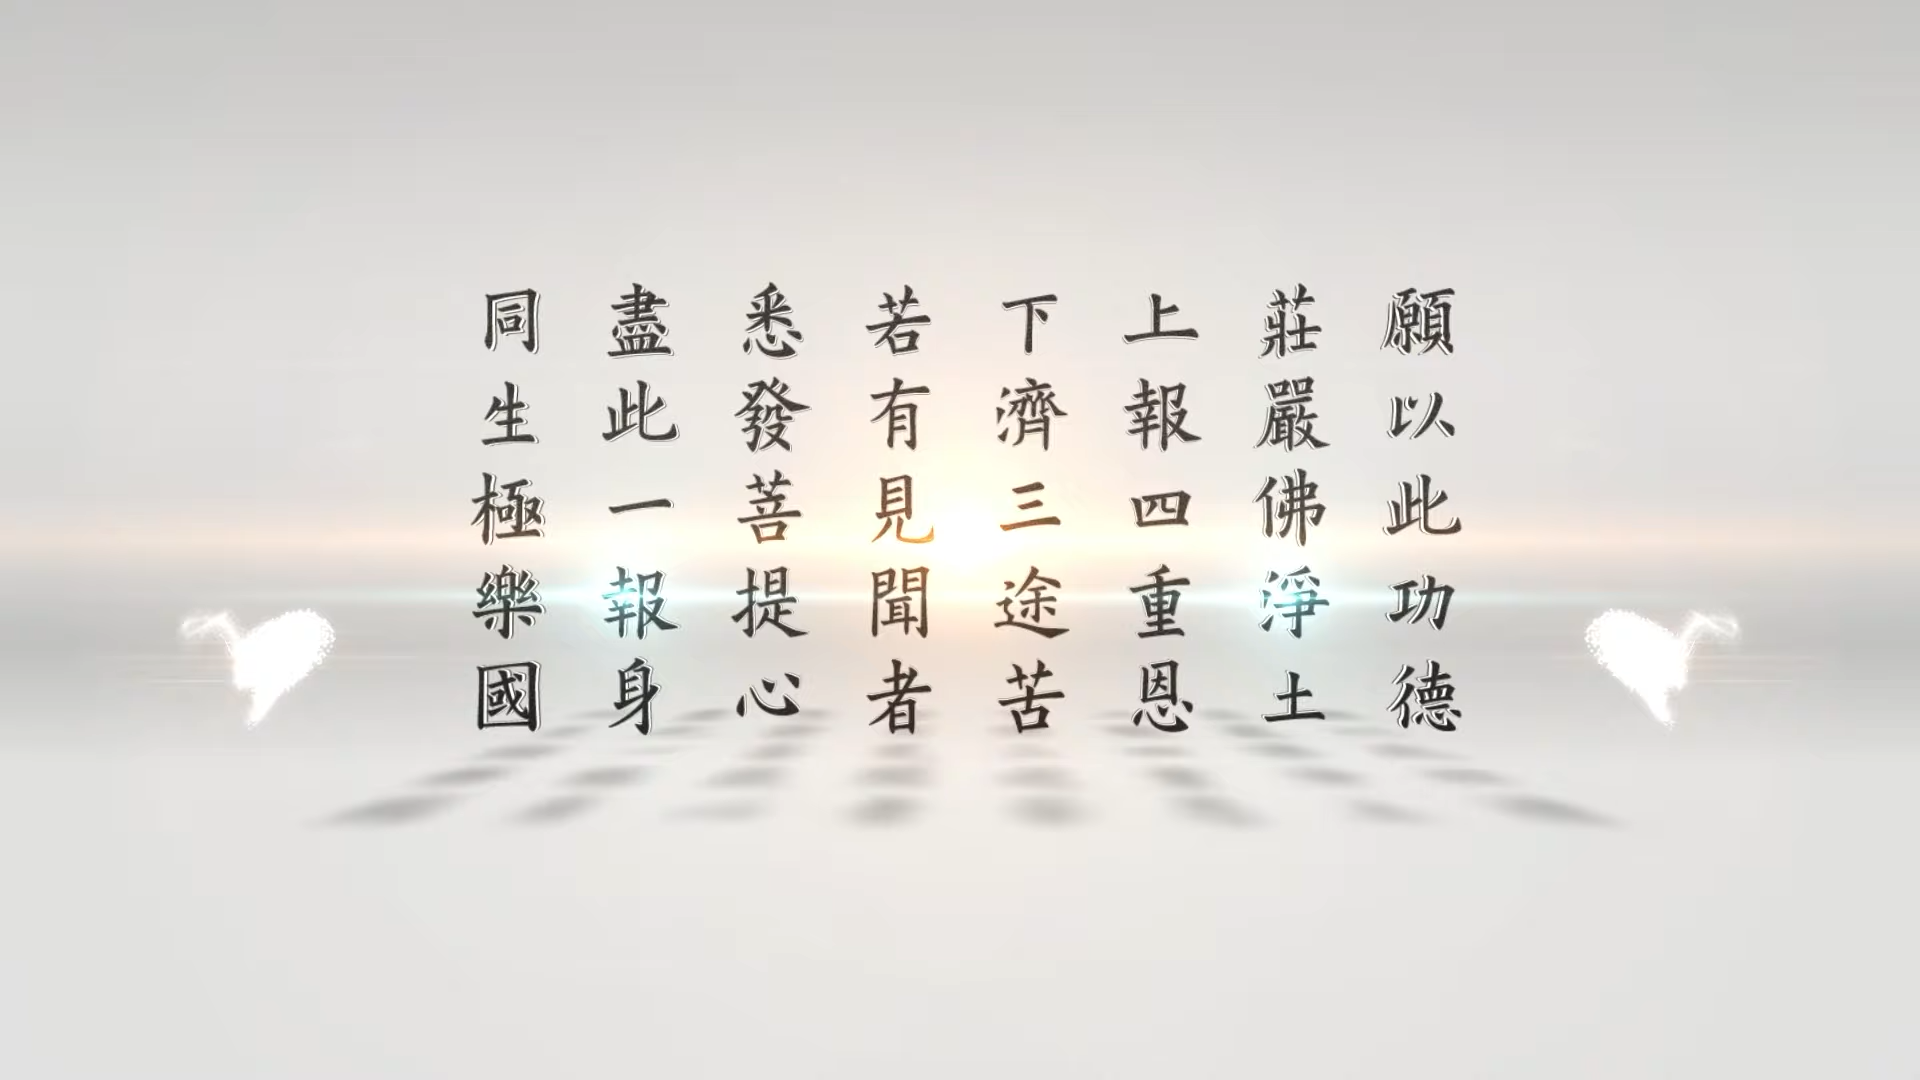 願以此功德
莊嚴佛淨土
上報四重恩
下濟三途苦
若有見聞者
悉發菩提心
盡此一報身
同生極樂國